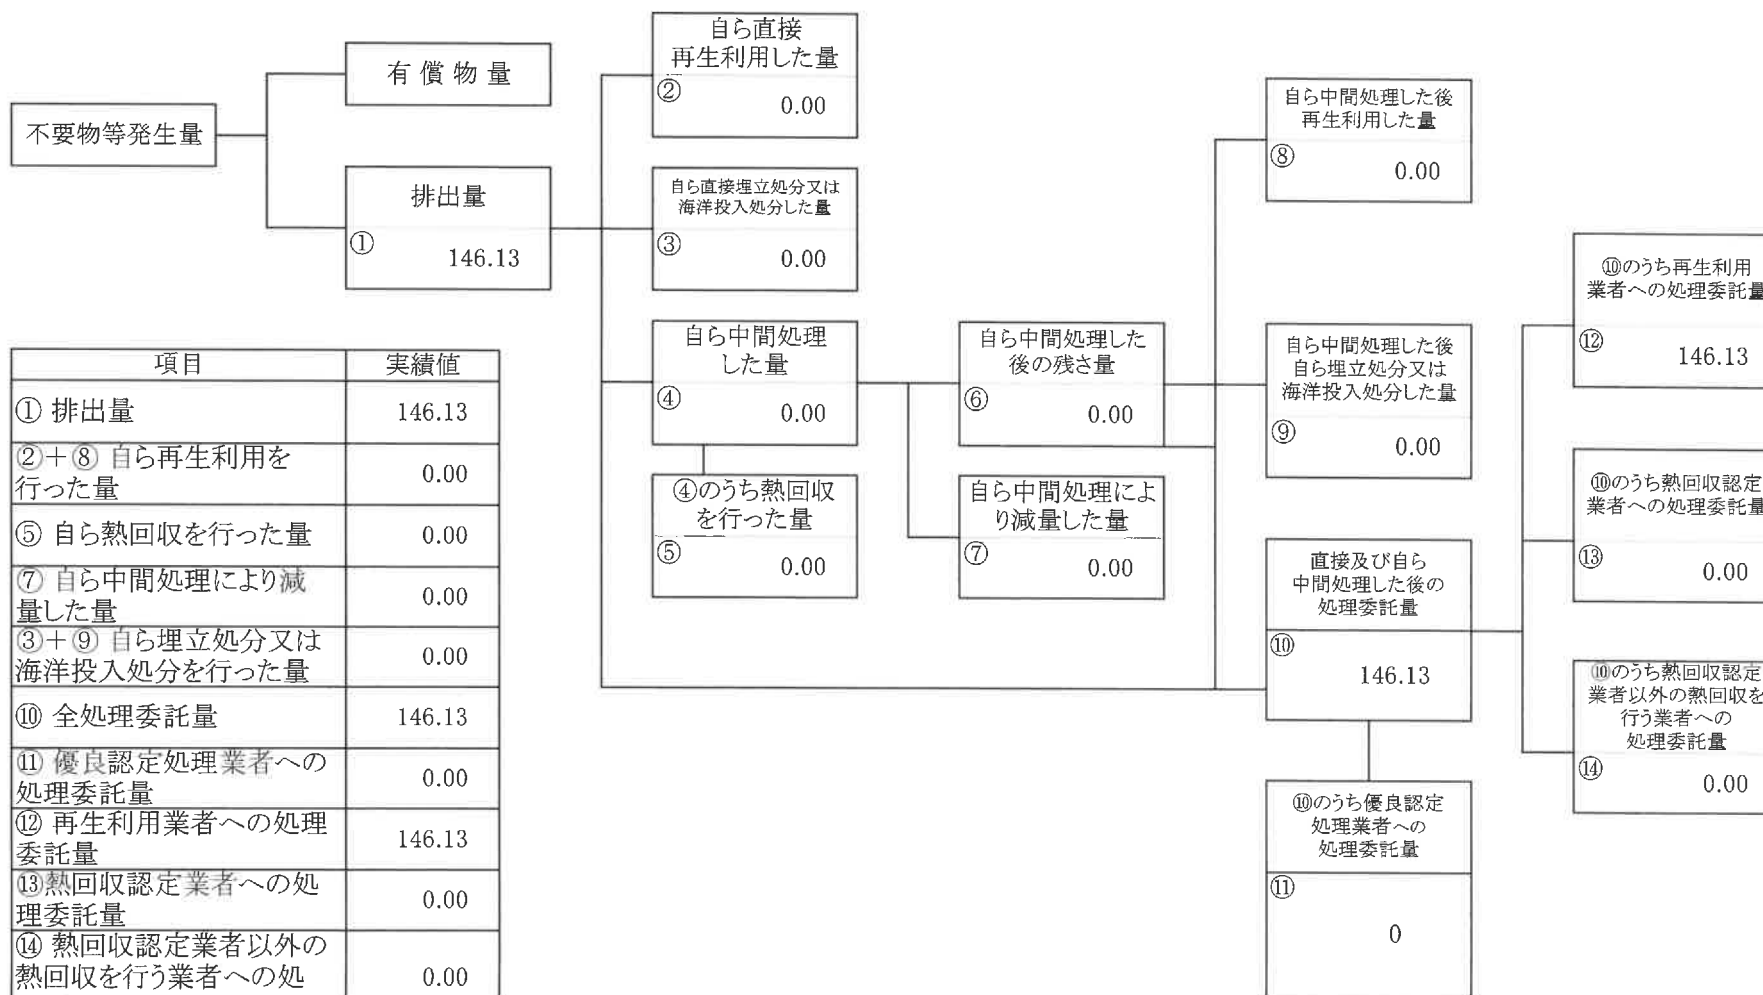 不要物等発生量
有償物量
排出量
①
146.13
自ら直接
再生利用した量
②
0.00
自ら直接埋立処分又は
海洋投入処分した量
③
0.00
自ら中間処理
した量
④
0.00
④のうち熱回収
を行った量
⑤
0.00
自ら中間処理した
後の残さ量
⑥
0.00
自ら中間処理によ
り減量した量
⑦
0.00
自ら中間処理した後
再生利用した量
⑧
0.00
自ら中間処理した後
自ら埋立処分又は
海洋投入処分した量
⑨
0.00
直接及び自ら
中間処理した後の
処理委託量
⑩
146.13
⑩のうち優良認定
処理業者への
処理委託量
⑪
0
⑩のうち再生利用
業者への処理委託量
⑫
146.13
⑩のうち熱回収認定
業者への処理委託量
⑬
0.00
⑩のうち熱回収認定
業者以外の熱回収を
行う業者への
処理委託量
⑭
0.00
項目 実績値
① 排出量 146.13
②+⑧ 自ら再生利用を
行った量 0.00
⑤ 自ら熱回収を行った量 0.00
⑦ 自ら中間処理により減
量した量 0.00
③+⑨ 自ら埋立処分又は
海洋投入処分を行った量 0.00
⑩ 全処理委託量 146.13
⑪ 優良認定処理業者への
処理委託量 0.00
⑫ 再生利用業者への処理
委託量 146.13
⑬熱回収認定業者への処
理委託量 0.00
⑭ 熱回収認定業者以外の
熱回収を行う業者への処 0.00